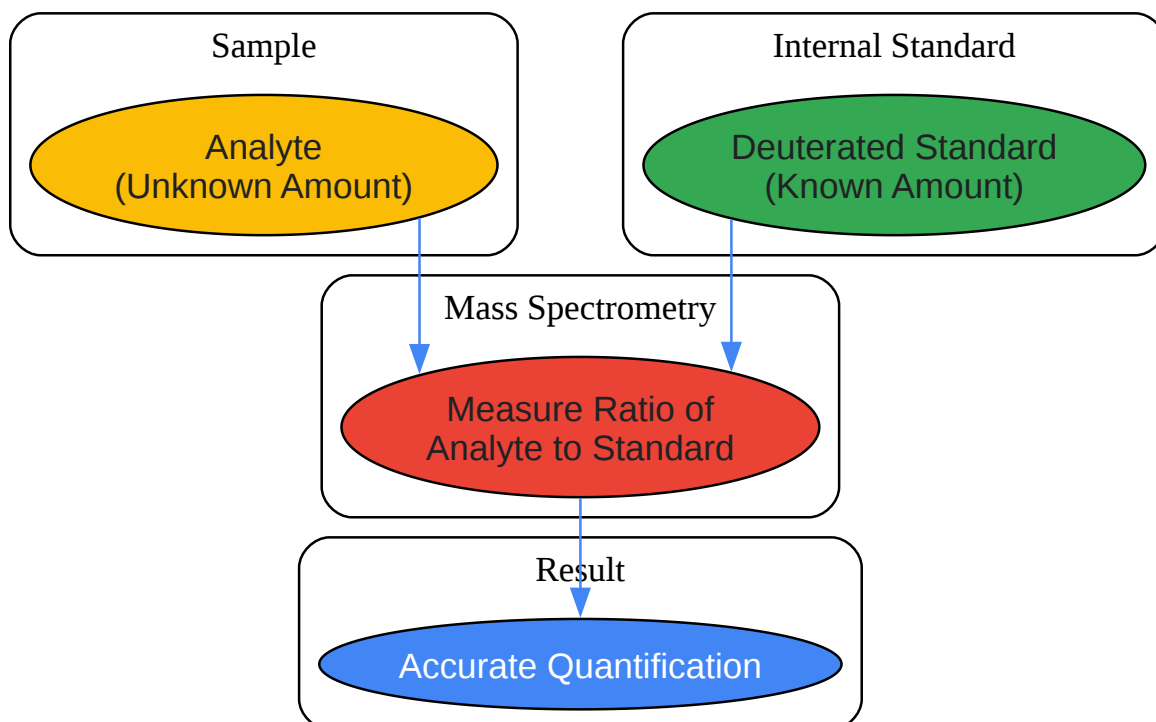 Sample
Internal Standard
Analyte
(Unknown Amount)
Deuterated Standard
(Known Amount)
Mass Spectrometry
Measure Ratio of
Analyte to Standard
Result
Accurate Quantification